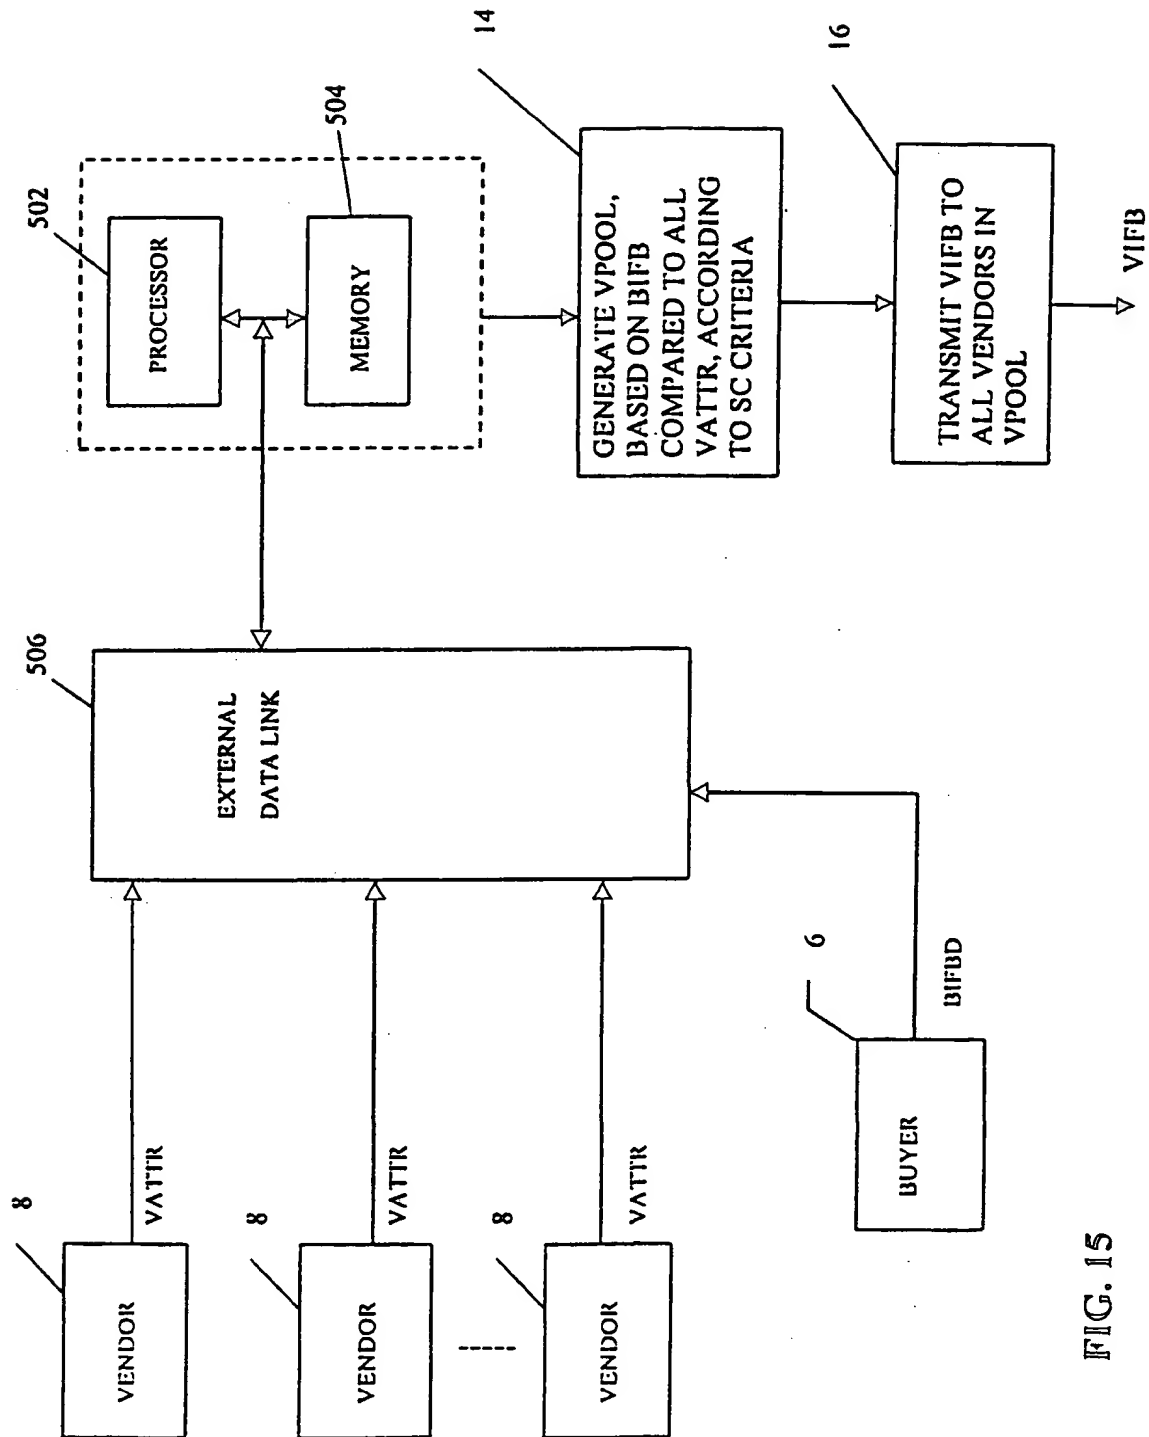 8
VENDOR
VATTR
8
VENDOR
VATTR
8
VENDOR
VATTR
6
BUYER
BIFBD
506
EXTERNAL
DATA LINK
502
PROCESSOR
504
MEMORY
14
GENERATE VPOOL,
BASED ON BIFB
COMPARED TO ALL
VATTR, ACCORDING
TO SC CRITERIA
16
TRANSMIT VIFB TO
ALL VENDORS IN
VPOOL
VIFB
FIG. 15